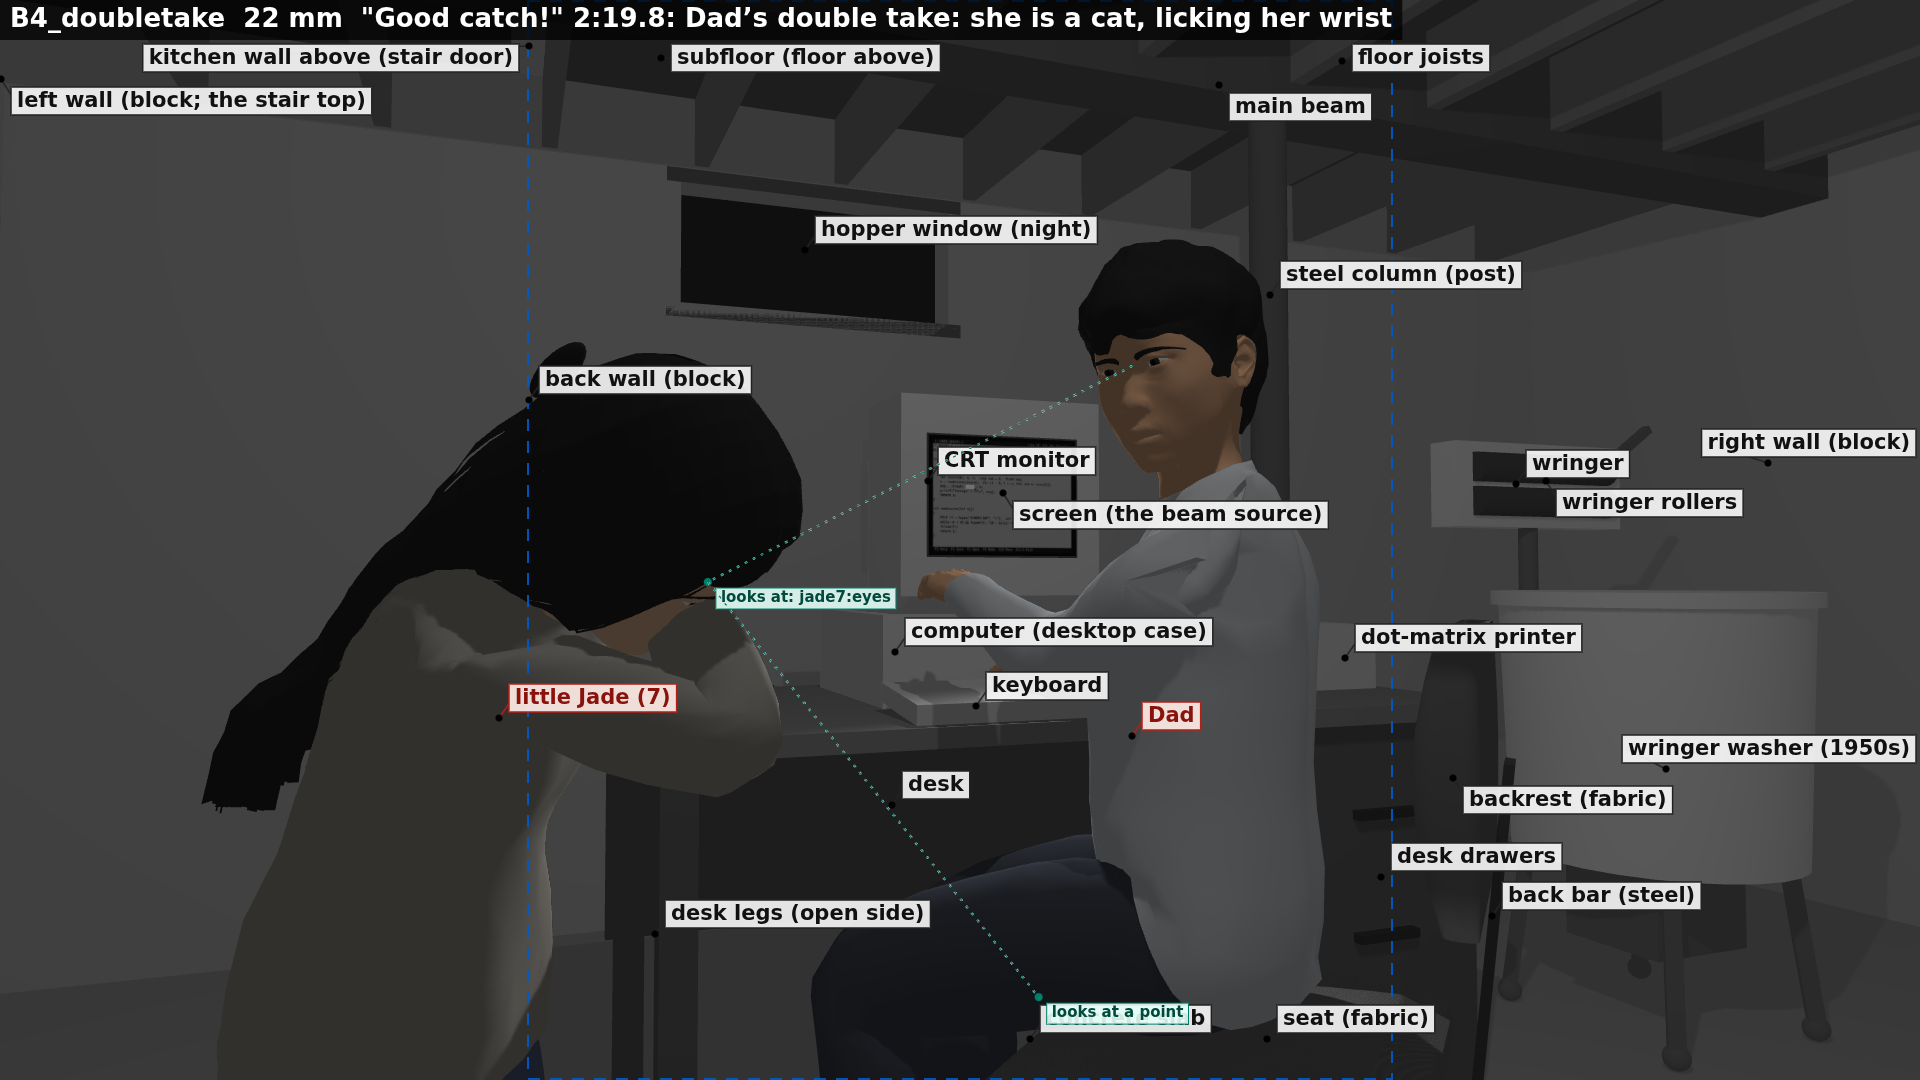 B4_doubletake 22 mm "Good catch!" 2:19.8: Dad’s double take: she is a cat, licking her wrist
kitchen wall above (stair door)
subfloor (floor above)
floor joists
left wall (block; the stair top)
main beam
hopper window (night)
steel column (post)
back wall (block)
right wall (block)
CRT monitor
wringer
wringer rollers
screen (the beam source)
looks at: jade7:eyes
computer (desktop case)
dot-matrix printer
keyboard
little Jade (7)
Dad
wringer washer (1950s)
desk
backrest (fabric)
desk drawers
back bar (steel)
desk legs (open side)
looks at a point
seat (fabric)